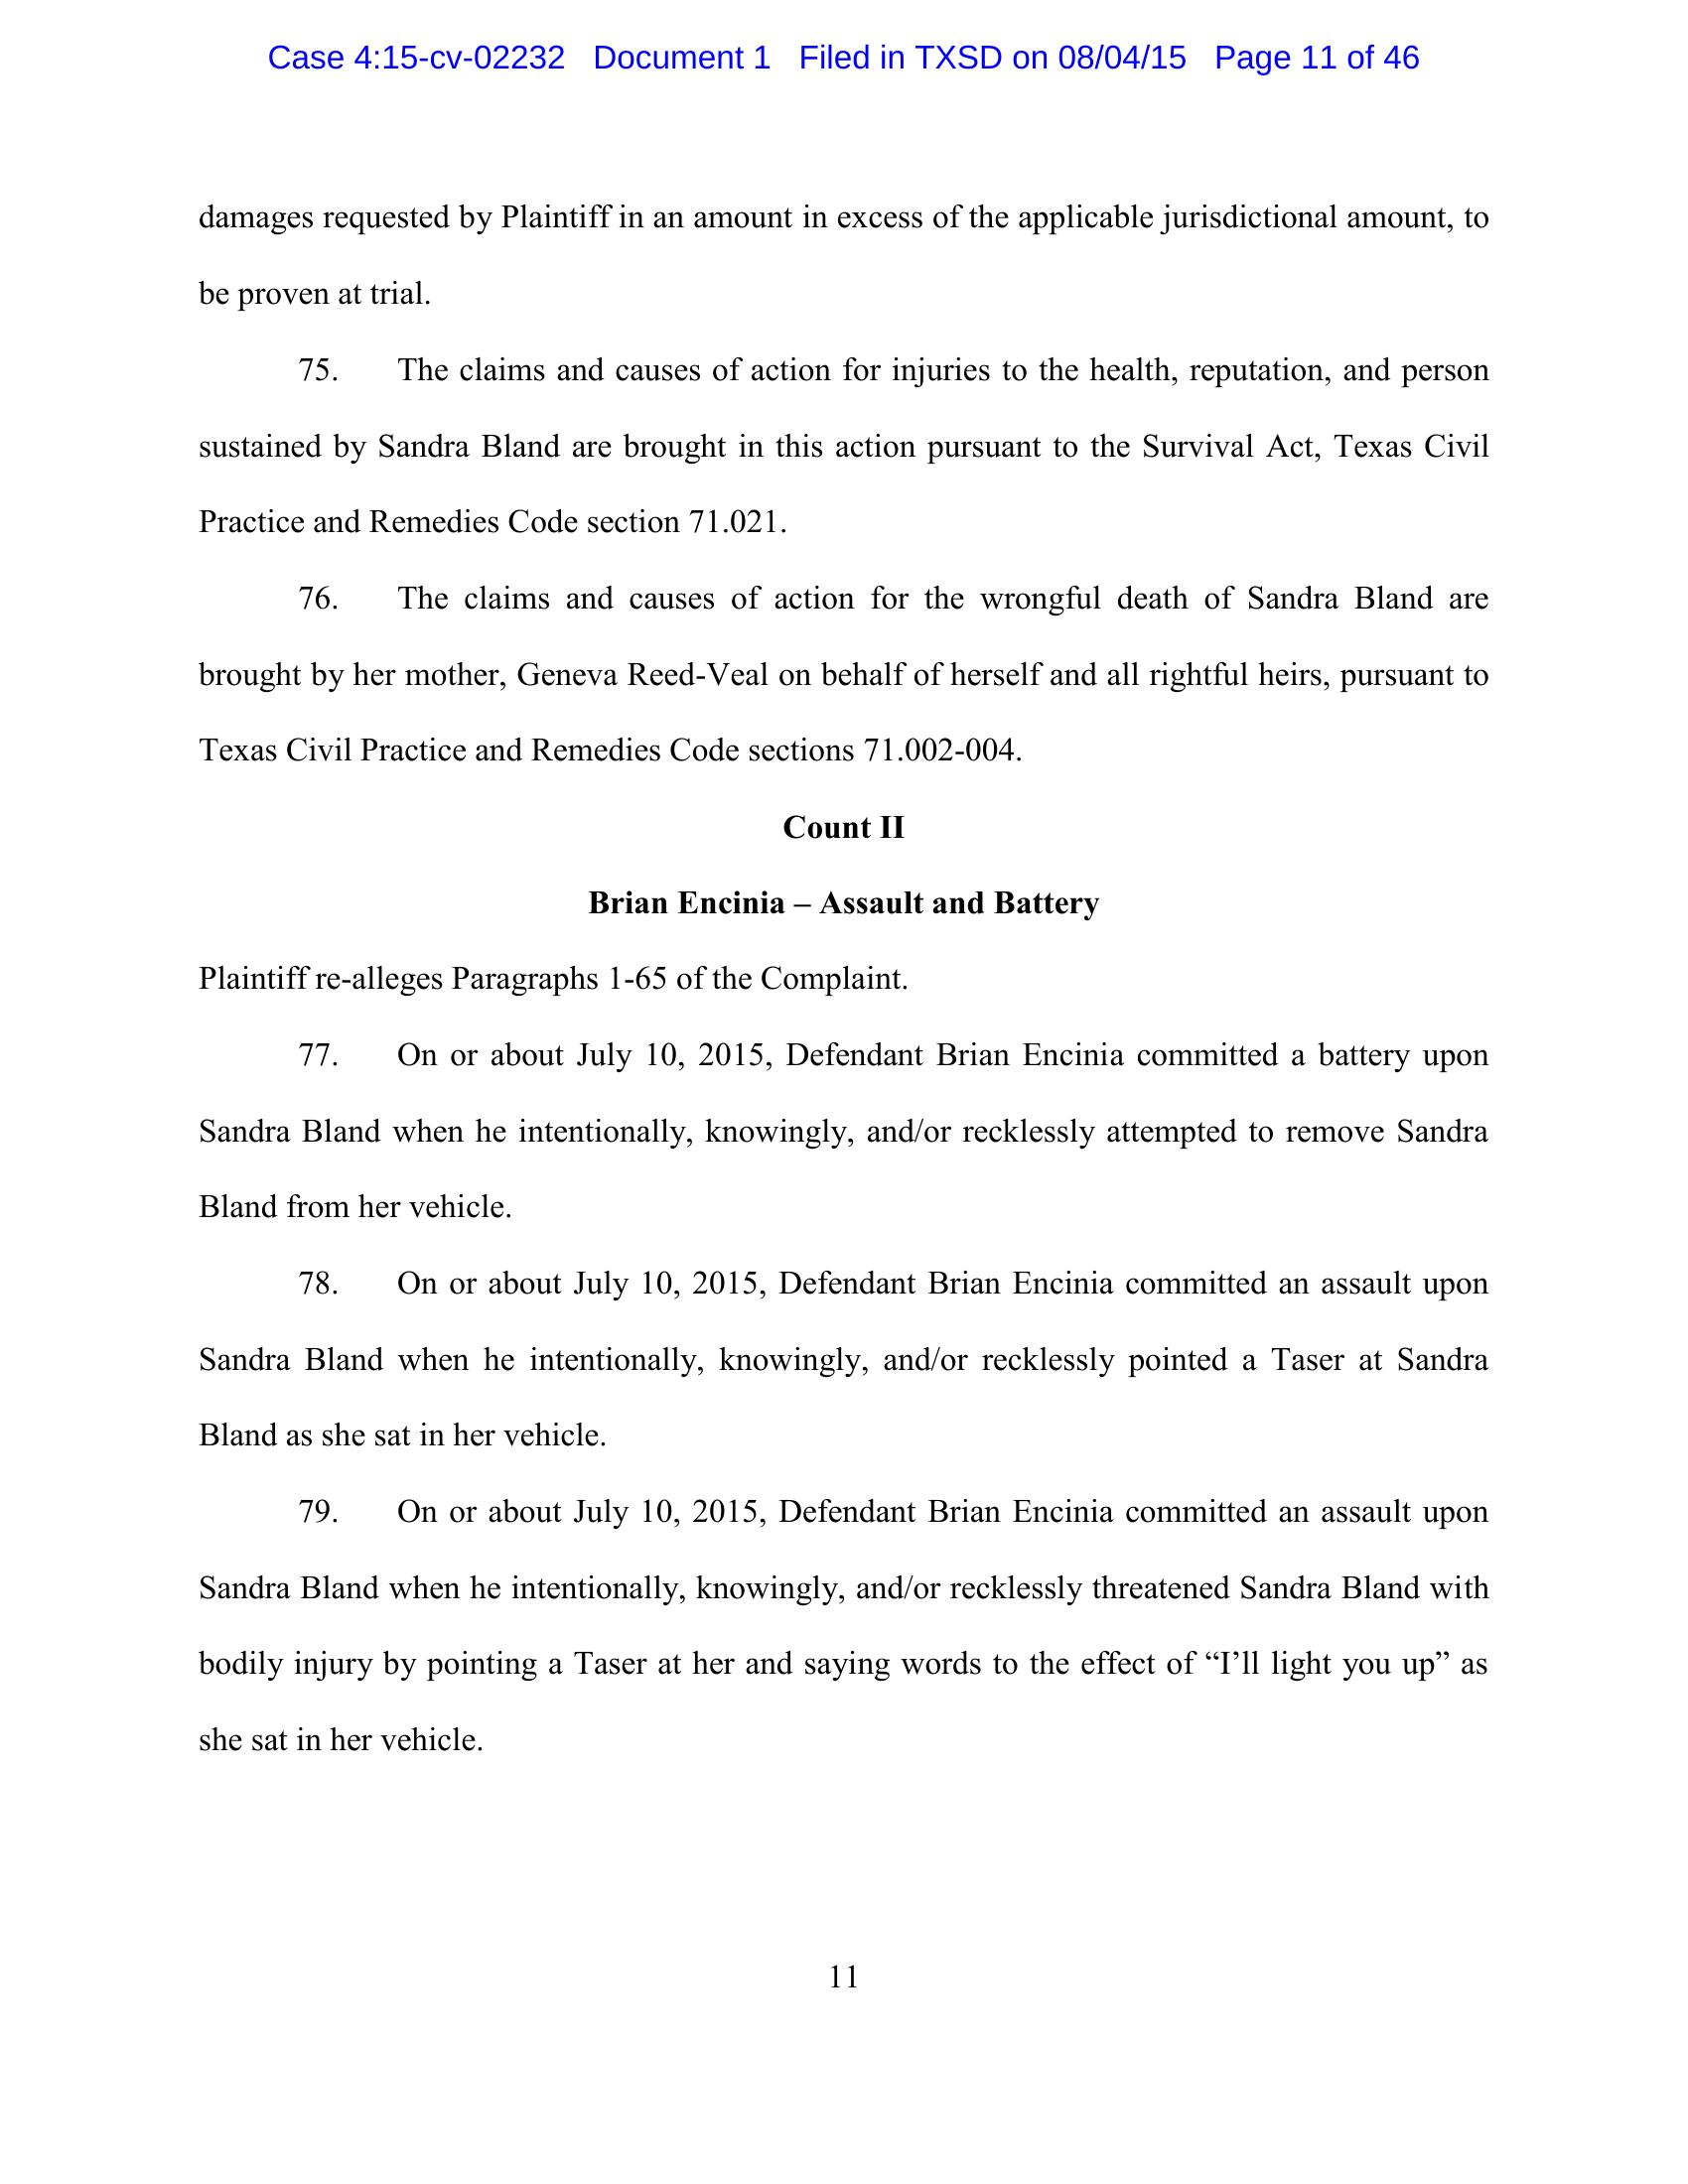 Case 4:15-cv-02232 Document 1 Filed in TXSD on 08/04/15 Page 11 of 46
damages requested by Plaintiff in an amount in excess of the applicable jurisdictional amount, to
be proven at trial.
75. The claims and causes of action for injuries to the health, reputation, and person
sustained by Sandra Bland are brought in this action pursuant to the Survival Act, Texas Civil
Practice and Remedies Code section 71.021.
76. The claims and causes of action for the wrongful death of Sandra Bland are
brought by her mother, Geneva Reed-Veal on behalf of herself and all rightful heirs, pursuant to
Texas Civil Practice and Remedies Code sections 71.002-004.
Count II
Brian Encinia – Assault and Battery
Plaintiff re-alleges Paragraphs 1-65 of the Complaint.
77. On or about July 10, 2015, Defendant Brian Encinia committed a battery upon
Sandra Bland when he intentionally, knowingly, and/or recklessly attempted to remove Sandra
Bland from her vehicle.
78. On or about July 10, 2015, Defendant Brian Encinia committed an assault upon
Sandra Bland when he intentionally, knowingly, and/or recklessly pointed a Taser at Sandra
Bland as she sat in her vehicle.
79. On or about July 10, 2015, Defendant Brian Encinia committed an assault upon
Sandra Bland when he intentionally, knowingly, and/or recklessly threatened Sandra Bland with
bodily injury by pointing a Taser at her and saying words to the effect of “I’ll light you up” as
she sat in her vehicle.
11